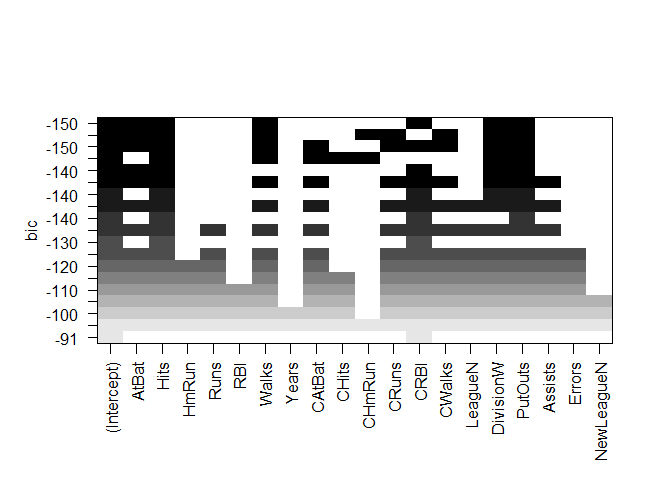 bic
-150
-150
-140
-140
-140
-130
-120
-110
-100
-91
(Intercept)
AtBat
Hits
HmRun
Runs
RBI
Walks
Years
CAtBat
CHits
CHmRun
CRuns
CRBI
CWalks
LeagueN
DivisionW
PutOuts
Assists
Errors
NewLeagueN